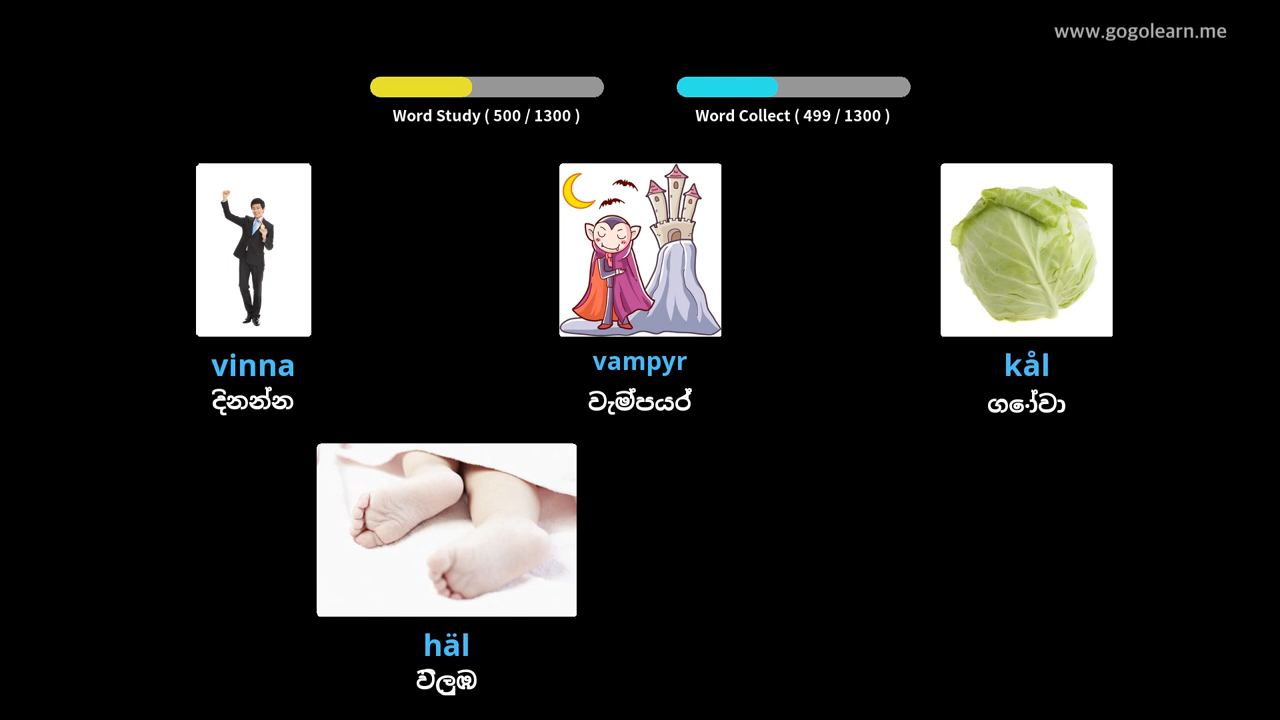 www.gogolearn.me
Word Study ( 500 / 1300 )
Word Collect ( 499 / 1300 )
vinna
දිනන්න
vampyr
වැම්පයර්
kål
ගෝවා
häl
විලුඹ